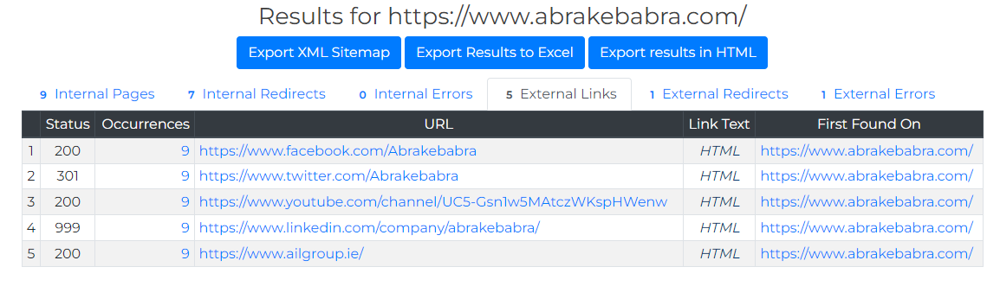 Results for https://www.abrakebabra.com/
Export XML Sitemap Export Results to Excel Export results in HTML
9 Internal Pages 7 Internal Redirects 0 Internal Errors 5 External Links 1 External Redirects 1 External Errors
Status Occurrences URL Link Text First Found On
1 200 9 https://www.facebook.com/Abrakebabra HTML https://www.abrakebabra.com/
2 301 9 https://www.twitter.com/Abrakebabra HTML https://www.abrakebabra.com/
3 200 9 https://www.youtube.com/channel/UC5-Gsn1w5MAtczWKspHWenw HTML https://www.abrakebabra.com/
4 999 9 https://www.linkedin.com/company/abrakebabra/ HTML https://www.abrakebabra.com/
5 200 9 https://www.ailgroup.ie/ HTML https://www.abrakebabra.com/